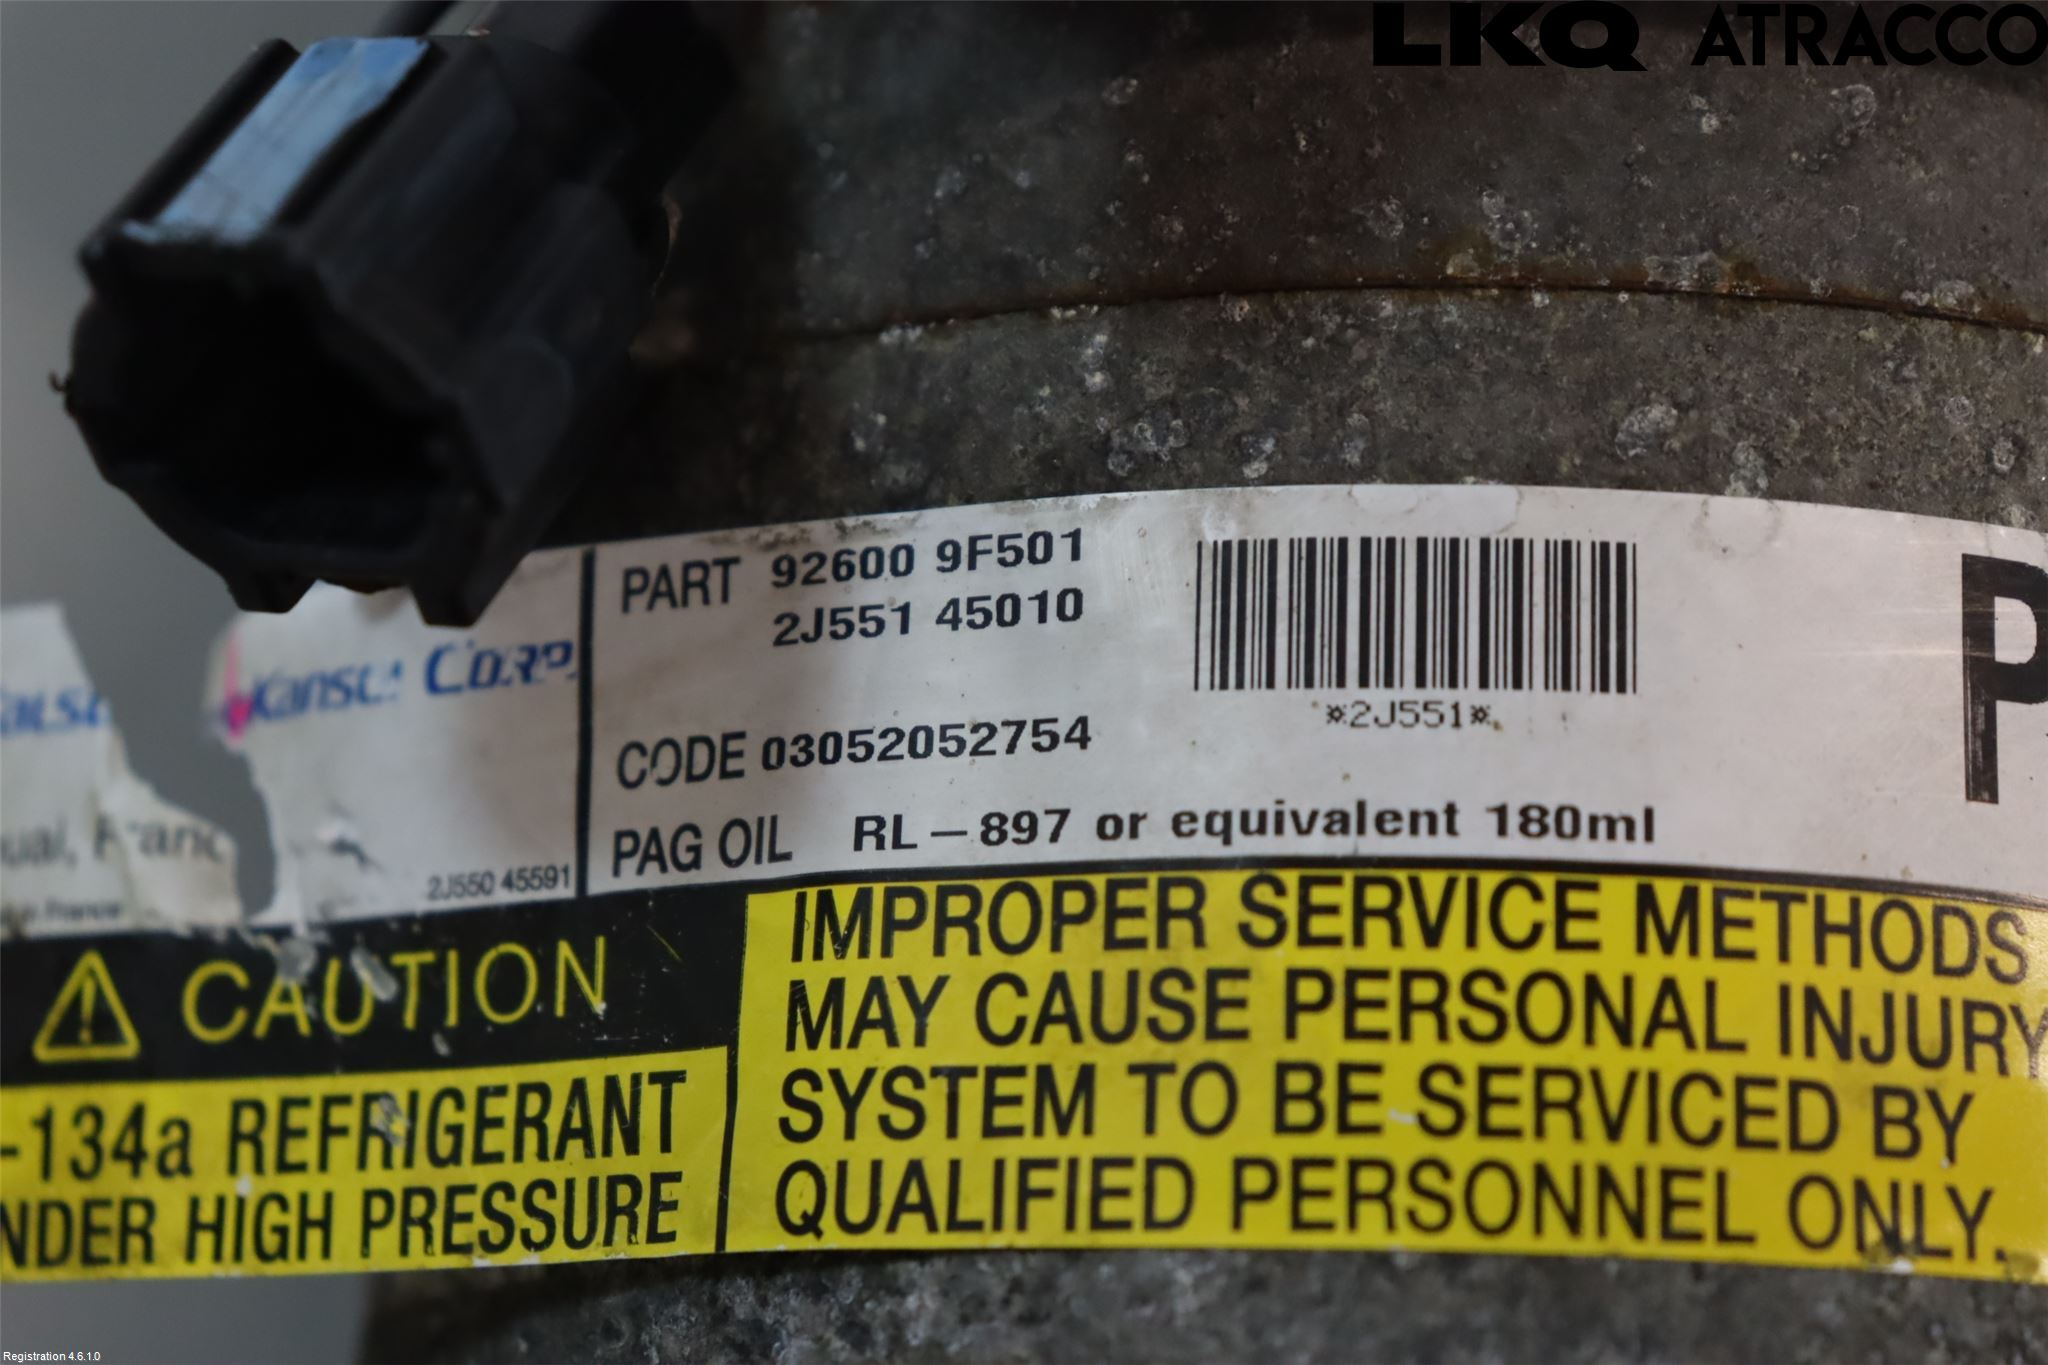 LKQ ATRACCO
PART 92600 9F501
2J551 45010
*2J551*
P
Corp.
CODE 03052052754
PAG OIL RL-897 or equivalent 180ml
2J550 45591
CAUTION
-134a REFRIGERANT
NDER HIGH PRESSURE
IMPROPER SERVICE METHODS
MAY CAUSE PERSONAL INJURY
SYSTEM TO BE SERVICED BY
QUALIFIED PERSONNEL ONLY.
Registration 4.6.1.0